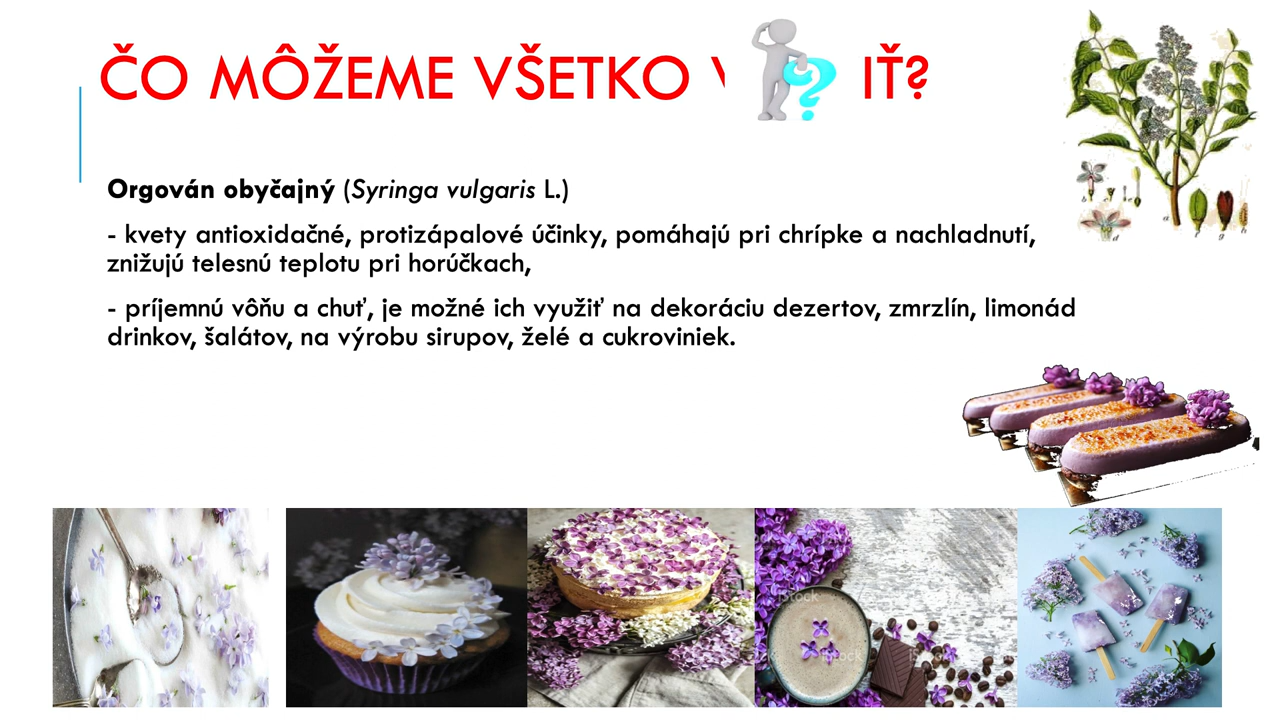 ČO MÔŽEME VŠETKO IŤ?
Orgován obyčajný (Syringa vulgaris L.)
- kvety antioxidačné, protizápalové účinky, pomáhajú pri chrípke a nachladnutí,
znižujú telesnú teplotu pri horúčkach,
- príjemnú vôňu a chuť, je možné ich využiť na dekoráciu dezertov, zmrzlín, limonád
drinkov, šalátov, na výrobu sirupov, želé a cukroviniek.